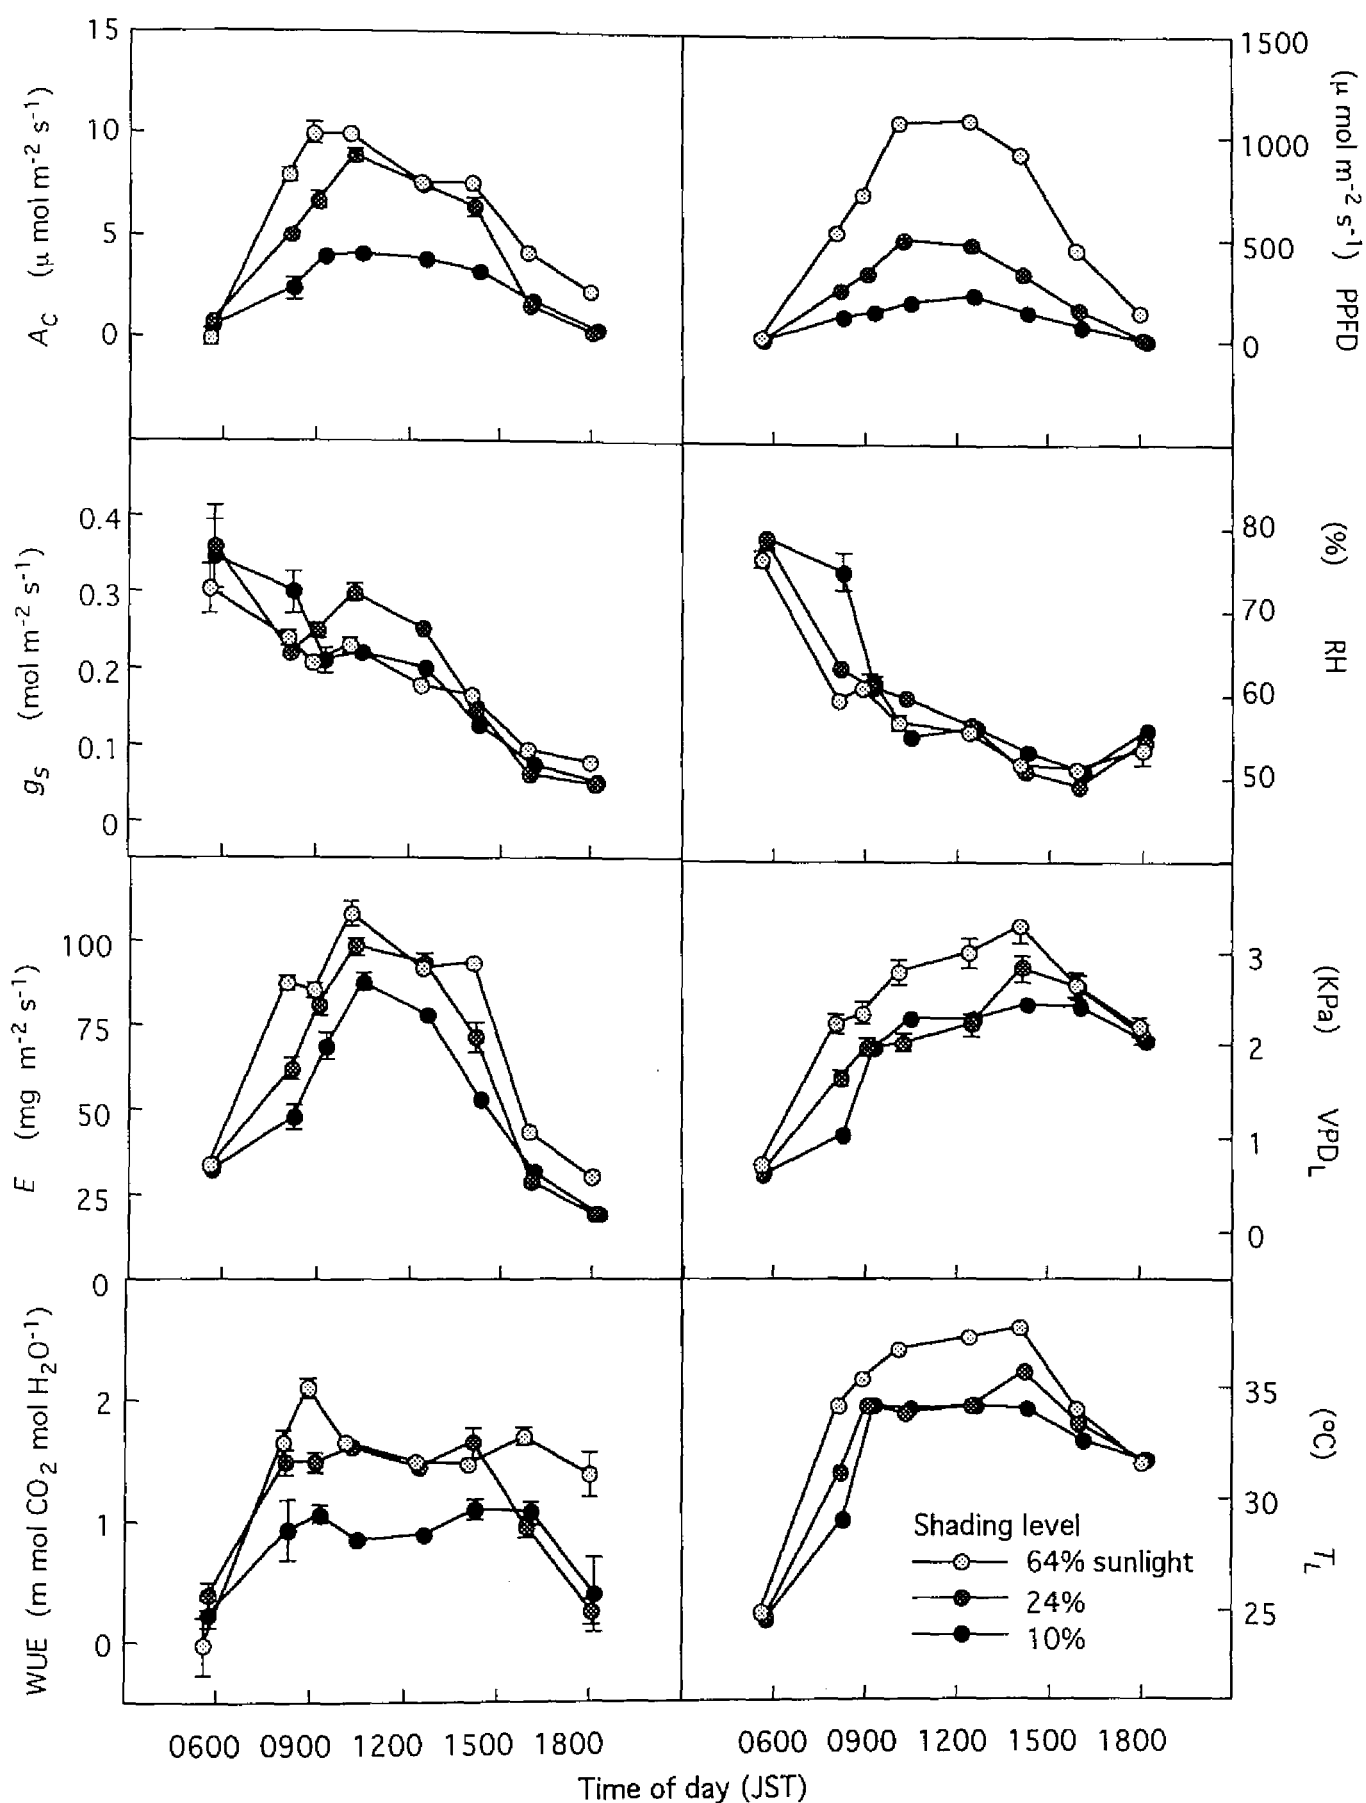 15
10
5
0
A_C (μ mol m⁻² s⁻¹)
1500
1000
500
0
(μ mol m⁻² s⁻¹) PPFD
0.4
0.3
0.2
0.1
0
g_s (mol m⁻² s⁻¹)
80
70
60
50
(%) RH
100
75
50
25
0
E (mg m⁻² s⁻¹)
3
2
1
0
(KPa) VPD_L
2
1
0
WUE (m mol CO₂ mol H₂O⁻¹)
35
30
25
(°C) T_L
Shading level
64% sunlight
24%
10%
0600 0900 1200 1500 1800
0600 0900 1200 1500 1800
Time of day (JST)